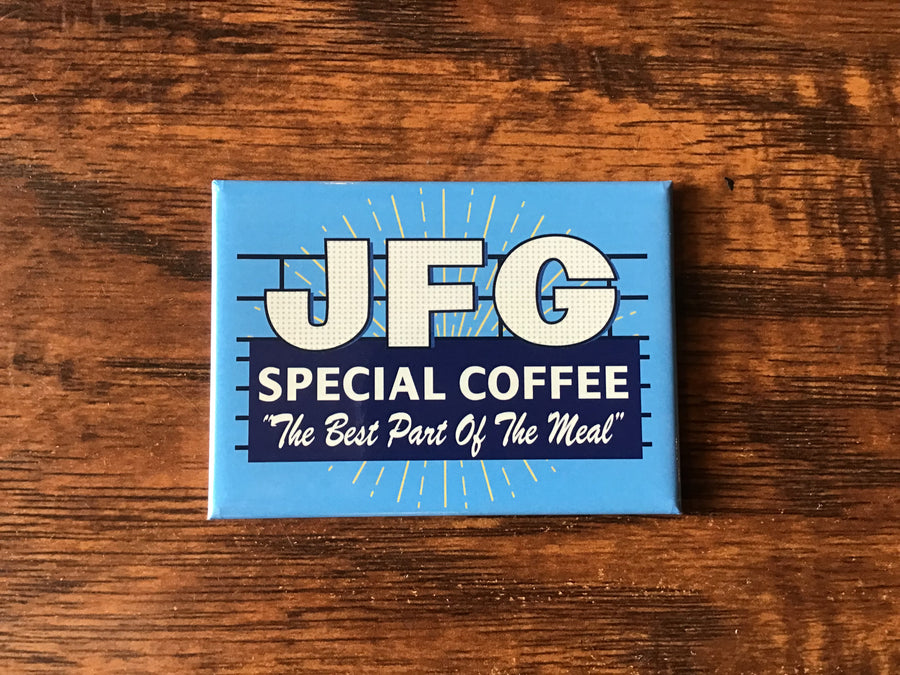 JFG
SPECIAL COFFEE
"The Best Part Of The Meal"